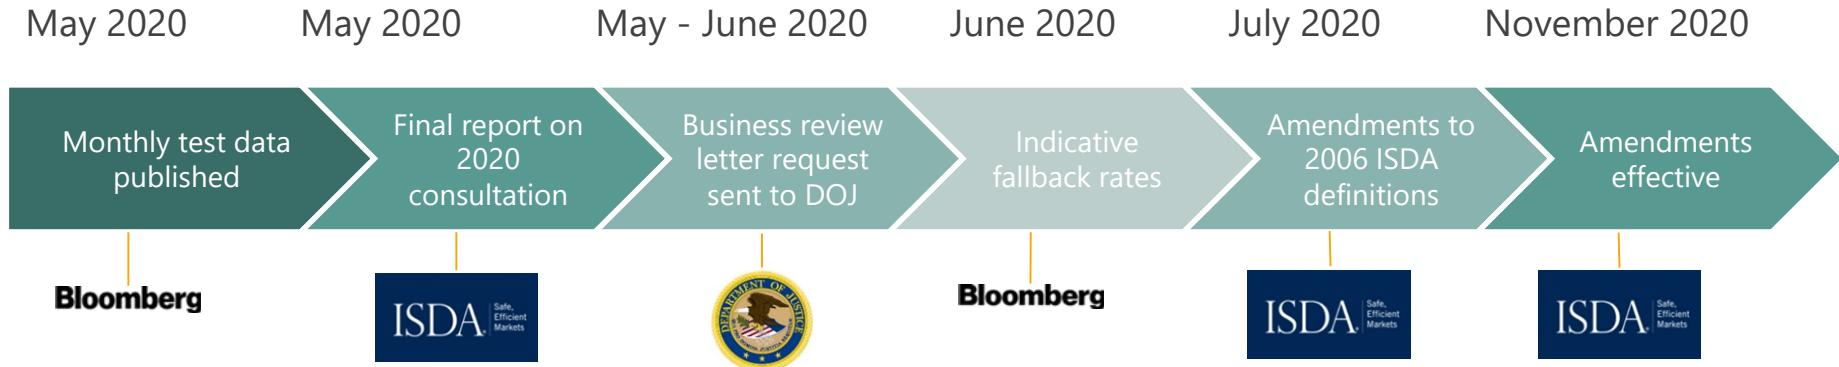 May 2020
May 2020
May - June 2020
June 2020
July 2020
November 2020
Monthly test data
published
Final report on
2020
consultation
Business review
letter request
sent to DOJ
Indicative
fallback rates
Amendments to
2006 ISDA
definitions
Amendments
effective
Bloomberg
ISDA
Safe,
Efficient
Markets
DEPARTMENT OF JUSTICE
Bloomberg
ISDA
Safe,
Efficient
Markets
ISDA
Safe,
Efficient
Markets